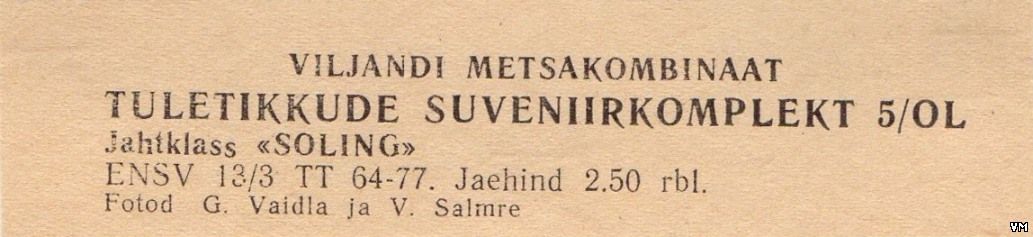 VILJANDI METSAKOMBINAAT
TULETIKKUDE SUVENIIRKOMPLEKT 5/OL
Jahtklass «SOLING»
ENSV 13/3 TT 64-77. Jaehind 2.50 rbl.
Fotod G. Vaidla ja V. Salmre
VM